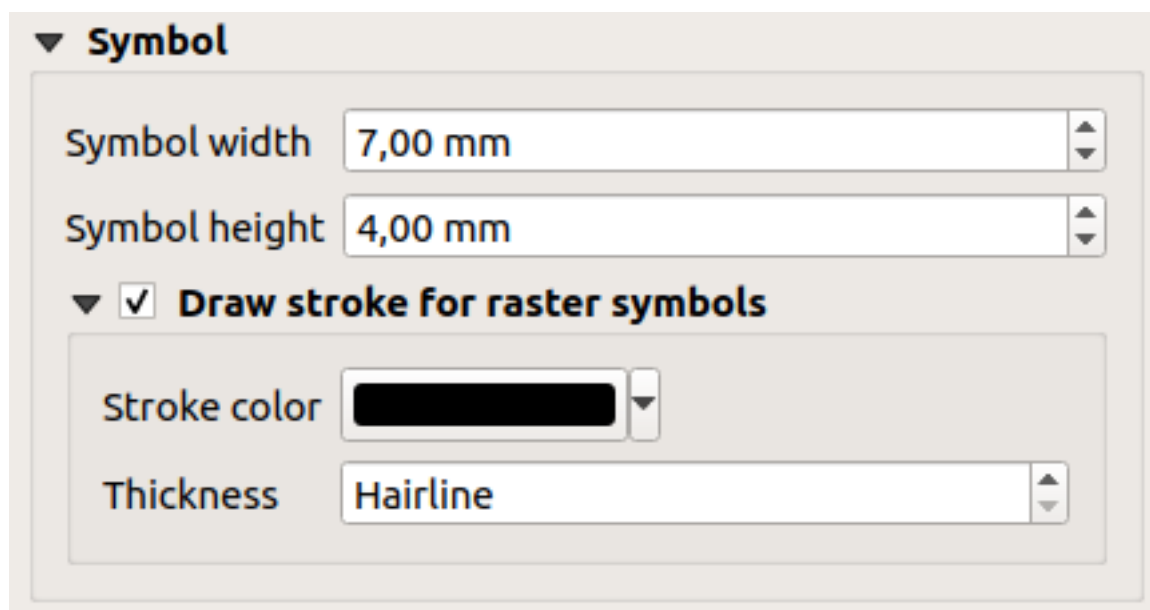 Symbol
Symbol width 7,00 mm
Symbol height 4,00 mm
Draw stroke for raster symbols
Stroke color
Thickness Hairline